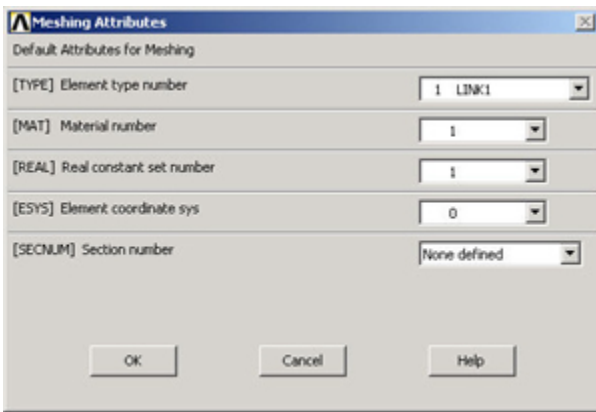 Meshing Attributes
Default Attributes for Meshing
[TYPE] Element type number 1 LINK1
[MAT] Material number 1
[REAL] Real constant set number 1
[ESYS] Element coordinate sys 0
[SECNUM] Section number None defined
OK Cancel Help